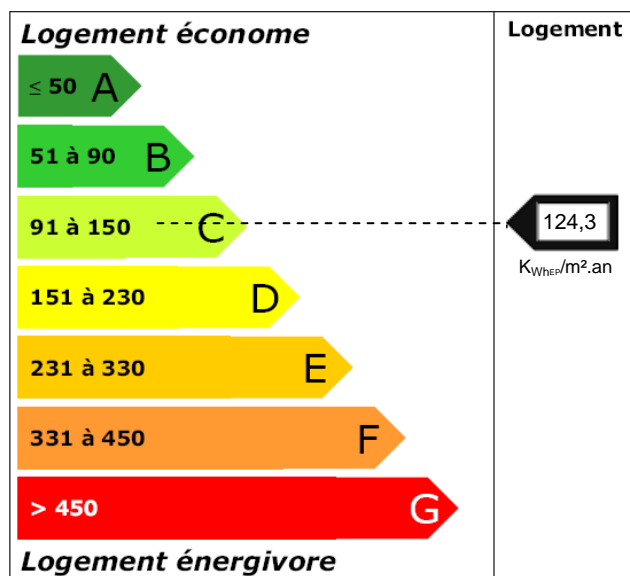 Logement économe
Logement
≤ 50 A
51 à 90 B
91 à 150 C
124,3
KWhEP/m².an
151 à 230 D
231 à 330 E
331 à 450 F
> 450 G
Logement énergivore